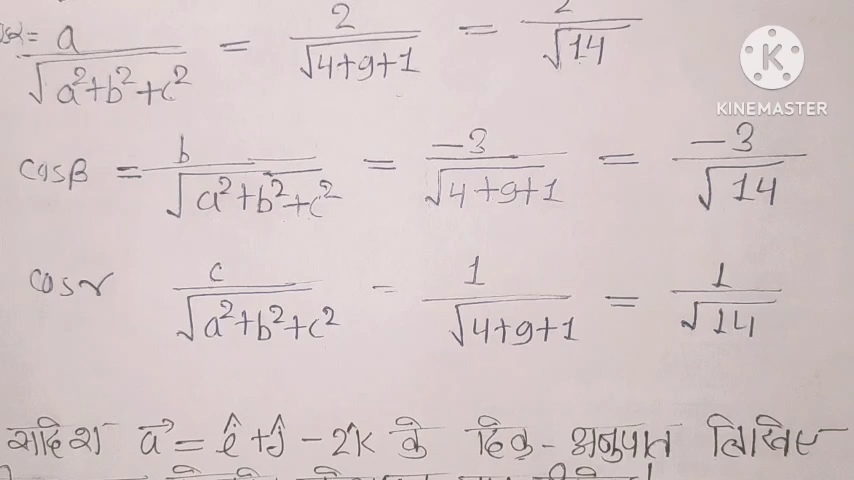 cosα = a/√(a²+b²+c²) = 2/√(4+9+1) = 2/√14
KINEMASTER
cosβ = b/√(a²+b²+c²) = -3/√(4+9+1) = -3/√14
cosγ c/√(a²+b²+c²) - 1/√(4+9+1) = 1/√14
सदिश a⃗ = î + ĵ - 2k के दिक् - अनुपात लिखिए